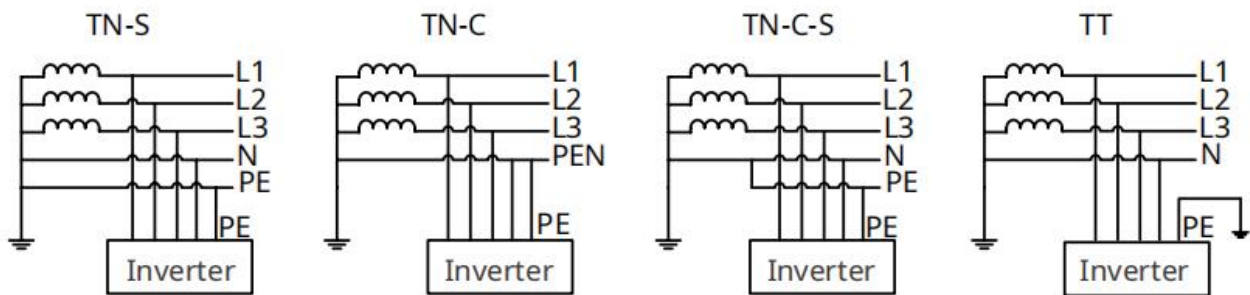 TN-S
TN-C
TN-C-S
TT
L1
L2
L3
N
PE
PE
Inverter
L1
L2
L3
PEN
PE
Inverter
L1
L2
L3
N
PE
PE
Inverter
L1
L2
L3
N
PE
Inverter